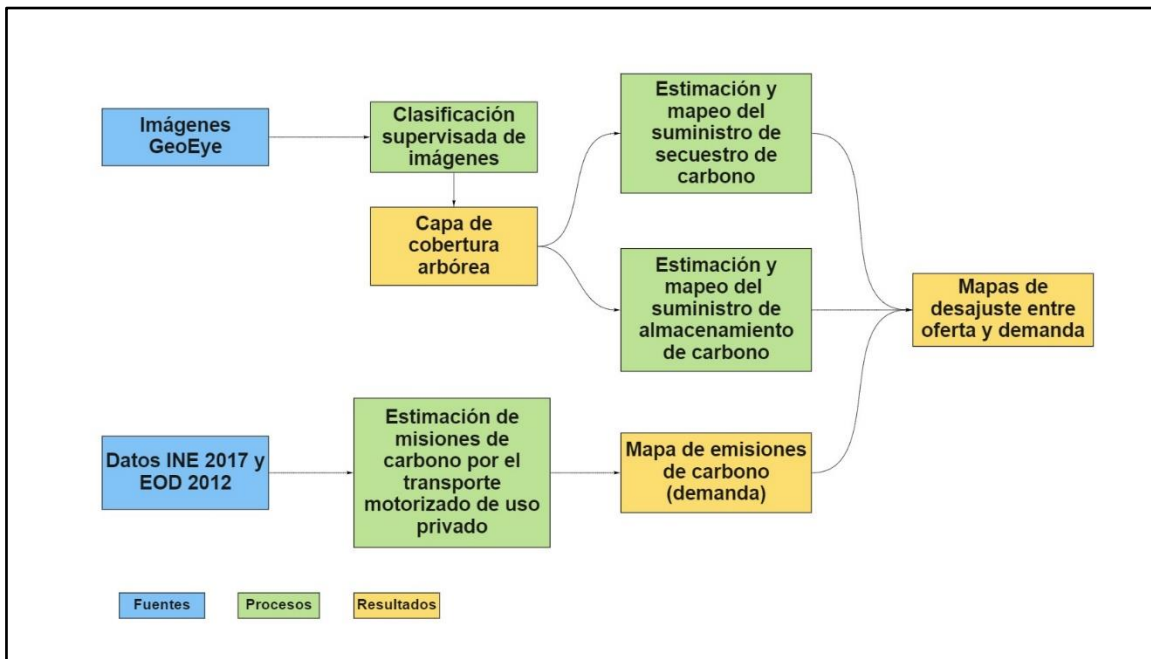 Imágenes
GeoEye
Clasificación
supervisada de
imágenes
Capa de
cobertura
arbórea
Estimación y
mapeo del
suministro de
secuestro de
carbono
Estimación y
mapeo del
suministro de
almacenamiento
de carbono
Mapas de
desajuste entre
oferta y demanda
Datos INE 2017 y
EOD 2012
Estimación de
misiones de
carbono por el
transporte
motorizado de uso
privado
Mapa de emisiones
de carbono
(demanda)
Fuentes
Procesos
Resultados